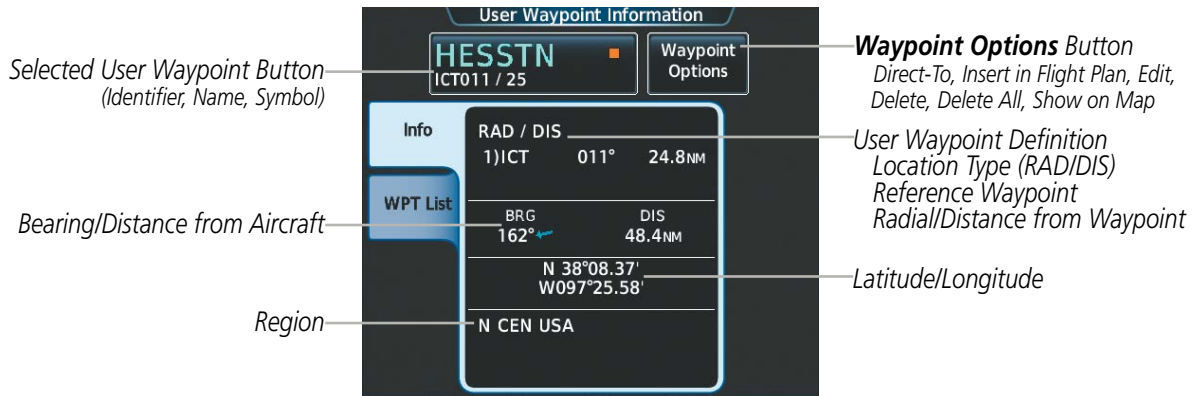 User Waypoint Information
HESSTN
ICT011 / 25
Waypoint
Options
Selected User Waypoint Button
(Identifier, Name, Symbol)
Waypoint Options Button
Direct-To, Insert in Flight Plan, Edit,
Delete, Delete All, Show on Map
Info
WPT List
RAD / DIS
1)ICT 011° 24.8NM
User Waypoint Definition
Location Type (RAD/DIS)
Reference Waypoint
Radial/Distance from Waypoint
Bearing/Distance from Aircraft
BRG DIS
162° 48.4NM
N 38°08.37'
W097°25.58'
Latitude/Longitude
Region
N CEN USA